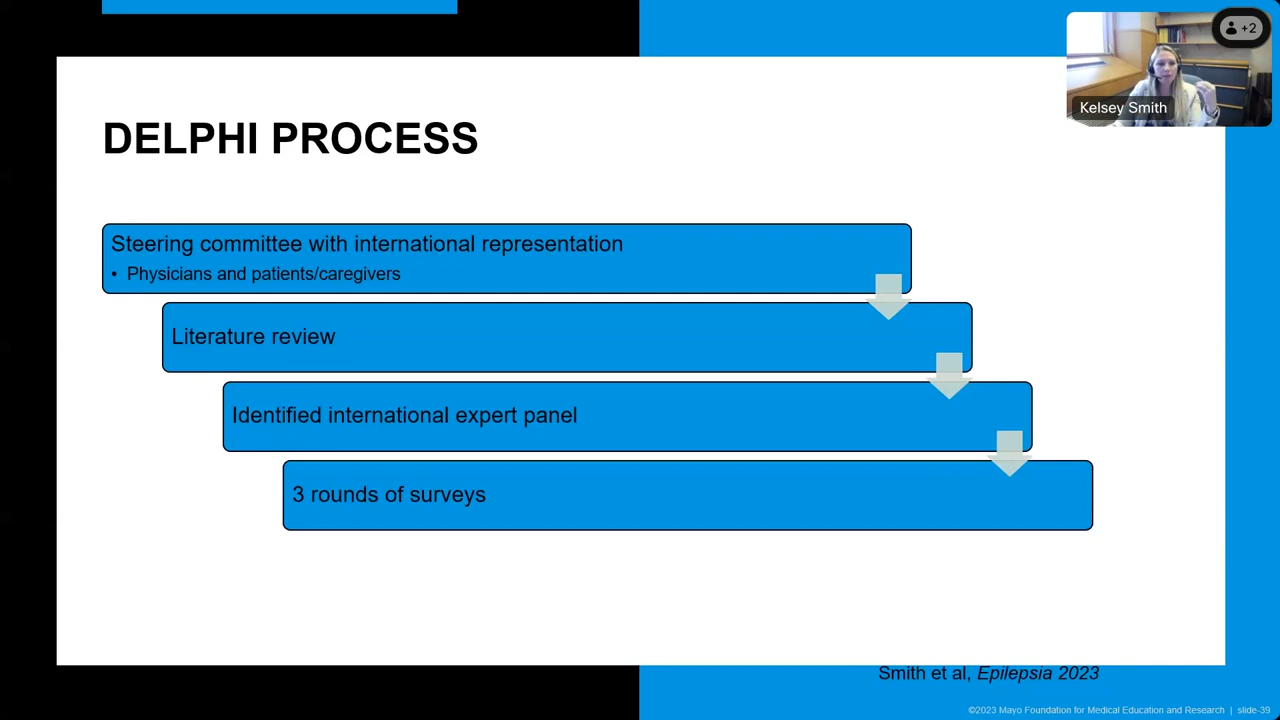 +2
Kelsey Smith
DELPHI PROCESS
Steering committee with international representation
• Physicians and patients/caregivers
Literature review
Identified international expert panel
3 rounds of surveys
Smith et al, Epilepsia 2023
©2023 Mayo Foundation for Medical Education and Research | slide-39